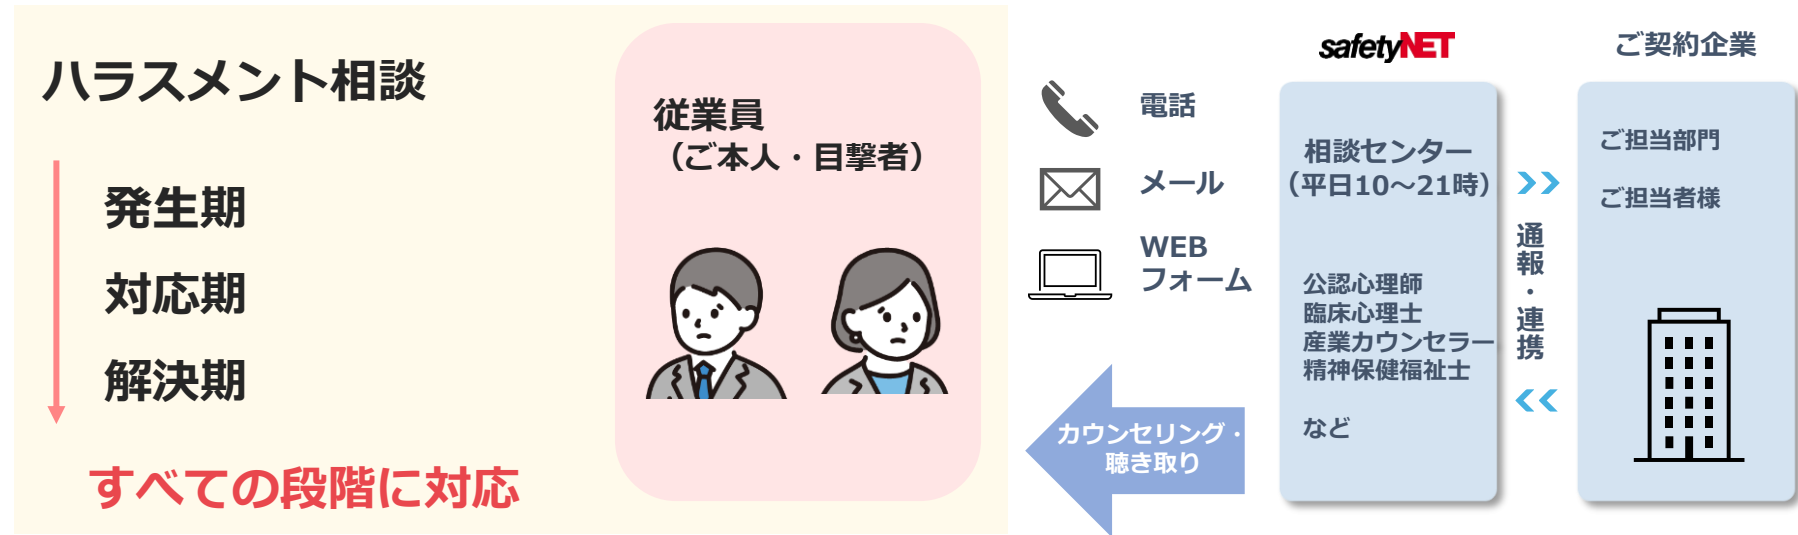 ハラスメント相談
発生期
対応期
解決期
すべての段階に対応
従業員
（ご本人・目撃者）
電話
メール
WEB
フォーム
カウンセリング・
聴き取り
safetyNET
相談センター
（平日10～21時）
公認心理師
臨床心理士
産業カウンセラー
精神保健福祉士
など
通報・連携
ご契約企業
ご担当部門
ご担当者様